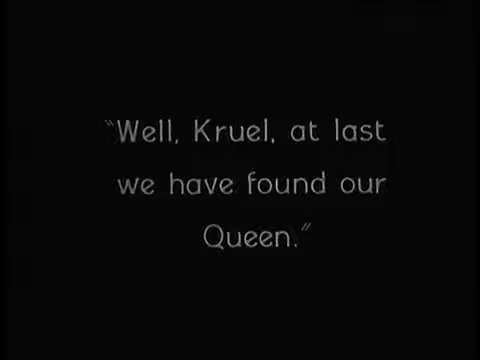 "Well, Kruel, at last
we have found our
Queen."